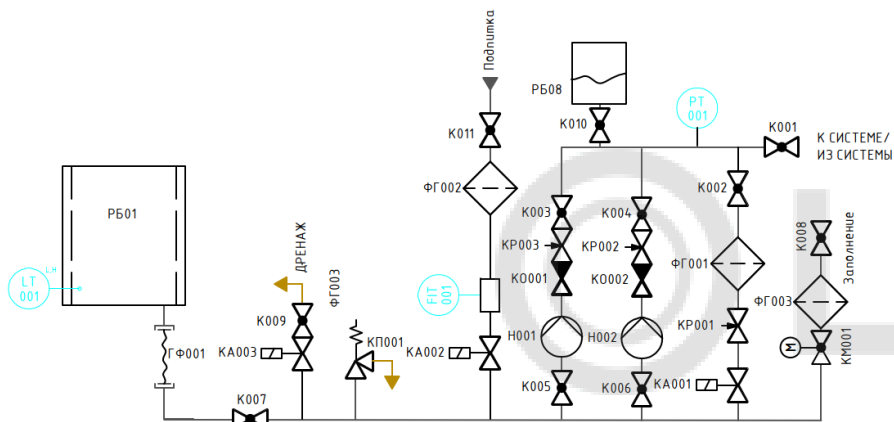 Подпитка
РБ08
PT
001
К001
К СИСТЕМЕ/
ИЗ СИСТЕМЫ
К011
К010
ФГ002
К002
РБ01
К003
К004
К008
Заполнение
LT
001
L,H
ДРЕНАЖ
ФГ003
КР003
КР002
ФГ001
КО001
КО002
FIT
001
ФГ003
К009
КП001
КР001
ГФ001
КА003
КА002
Н001
Н002
М
КМ001
К005
К006
КА001
К007